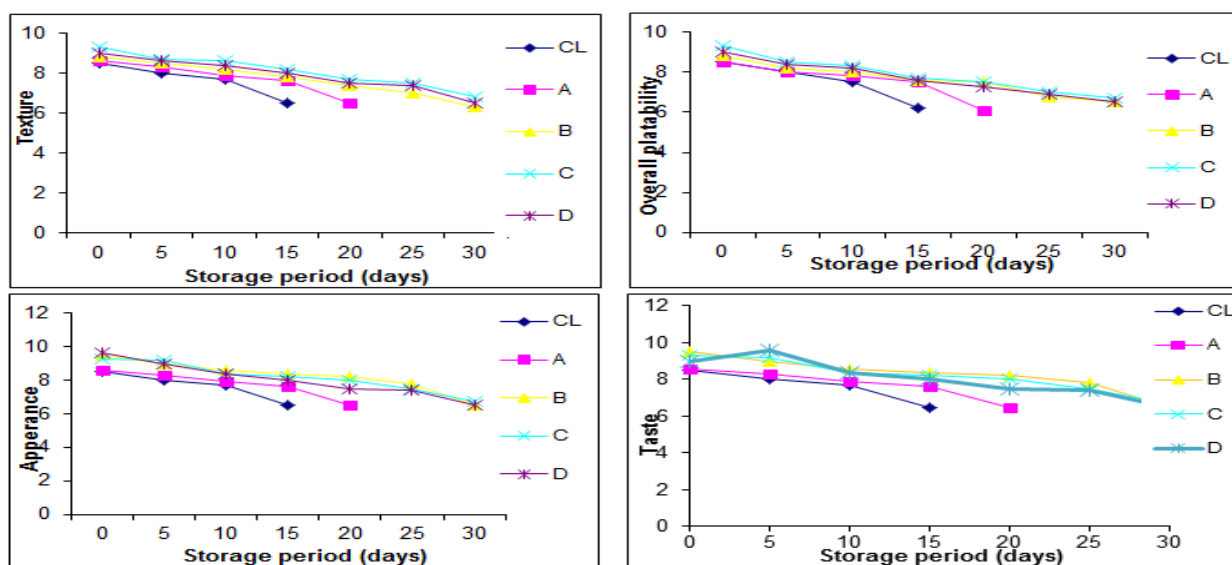 10
8
6
4
2
0
Texture
0 5 10 15 20 25 30
Storage period (days)
CL
A
B
C
D
10
8
6
4
2
0
Overall platability
0 5 10 15 20 25 30
Storage period (days)
CL
A
B
C
D
12
10
8
6
4
2
0
Apperance
0 5 10 15 20 25 30
Storage period (days)
CL
A
B
C
D
12
10
8
6
4
2
0
Taste
0 5 10 15 20 25 30
Storage period (days)
CL
A
B
C
D